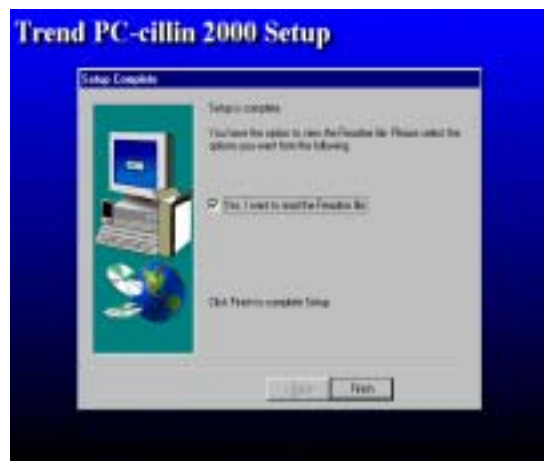 Trend PC-cillin 2000 Setup
Setup Complete
Setup is complete.
You have the option to view the Readme file. Please select the
options you want from the following.
Yes, I want to read the Readme file
Click Finish to complete Setup.
< Back
Finish